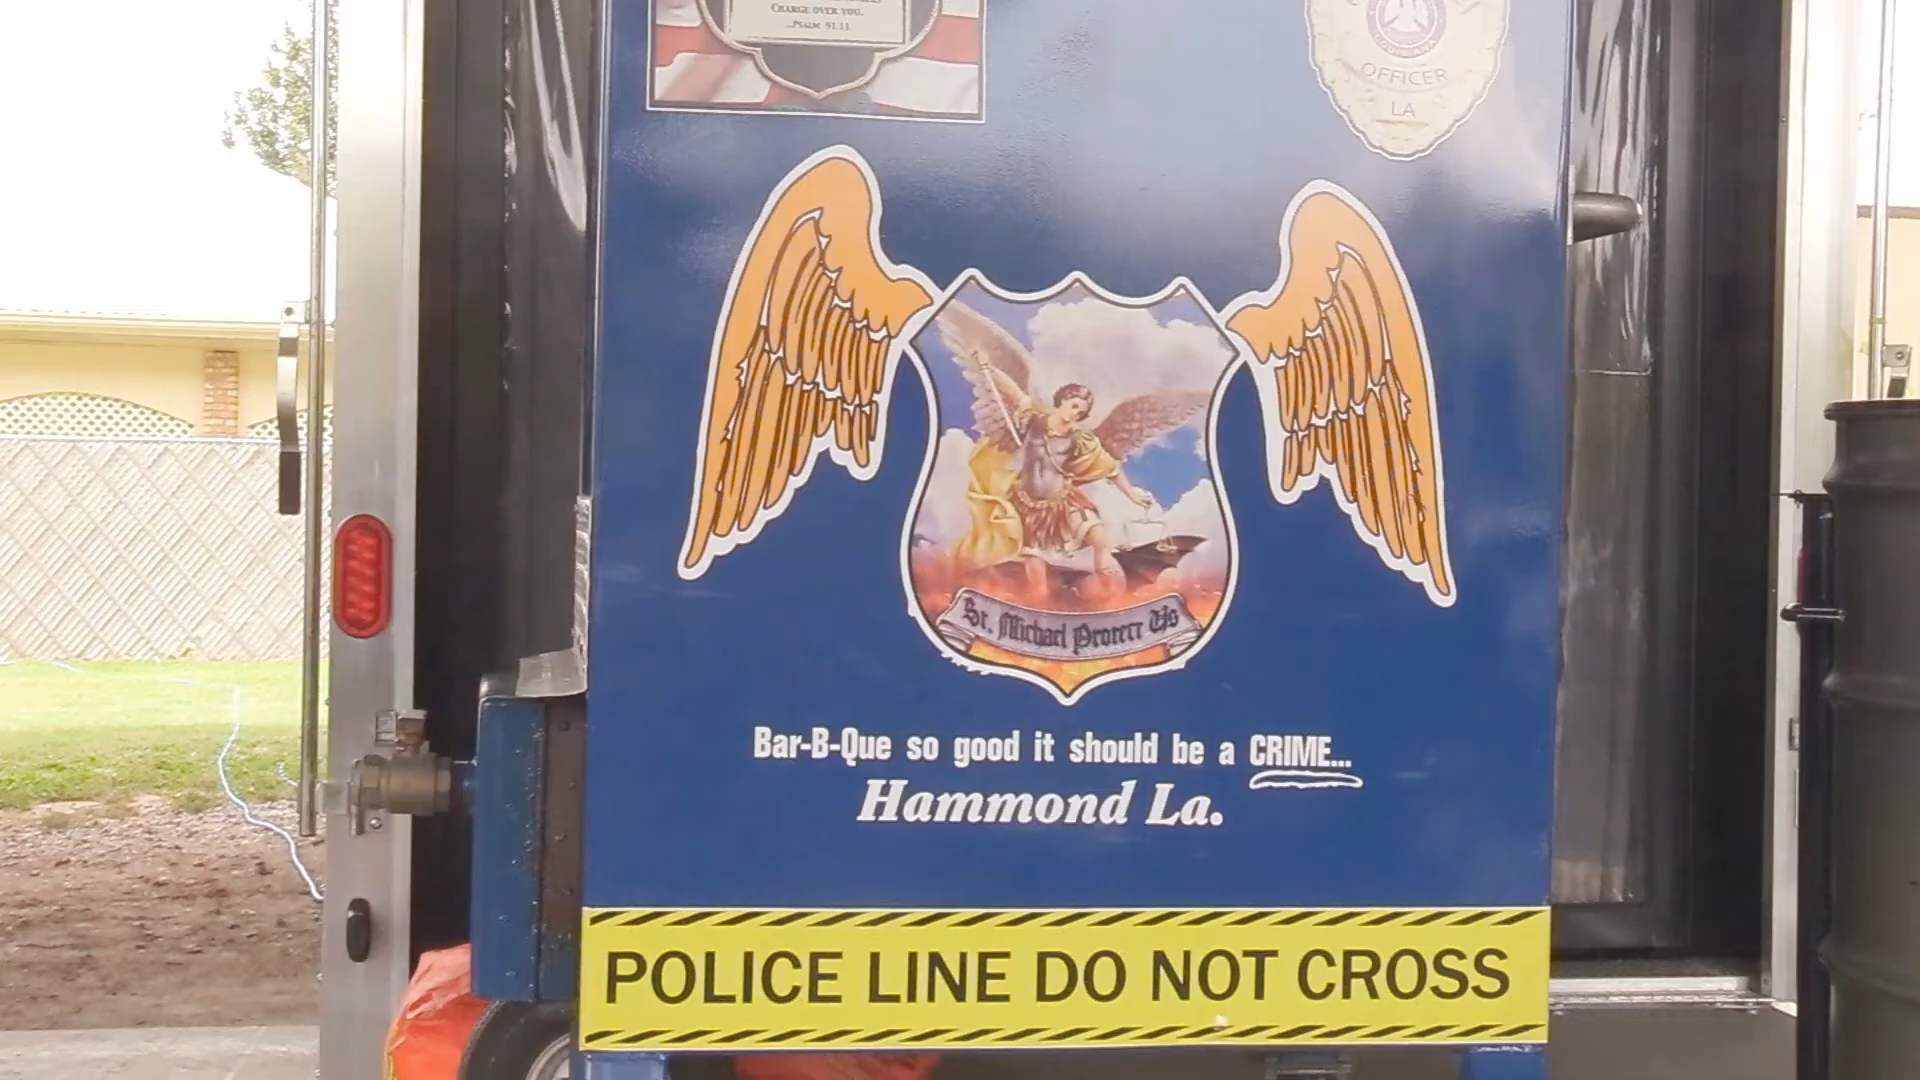 CHARGE OVER YOU.
...PSALM 91:11
LOUISIANA
OFFICER
LA
St. Michael Protect Us
Bar-B-Que so good it should be a CRIME...
Hammond La.
POLICE LINE DO NOT CROSS